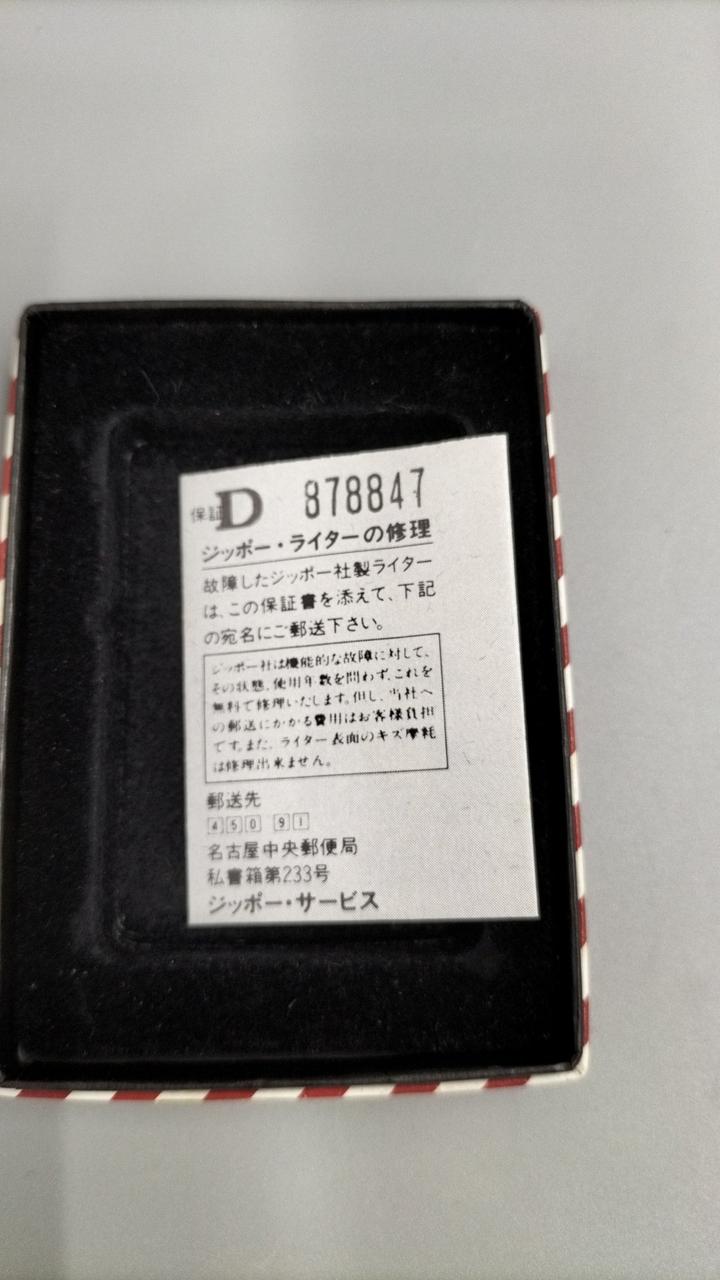 保証D 878847
ジッポー・ライターの修理
故障したジッポー社製ライター
は、この保証書を添えて、下記
の宛名にご郵送下さい。
ジッポー社は機能的な故障に対して、
その状態、使用年数を問わず、これを
無料で修理いたします。但し、当社へ
の郵送にかかる費用はお客様負担
です。また、ライター表面のキズ摩耗
は修理出来ません。
郵送先
450 91
名古屋中央郵便局
私書箱第233号
ジッポー・サービス